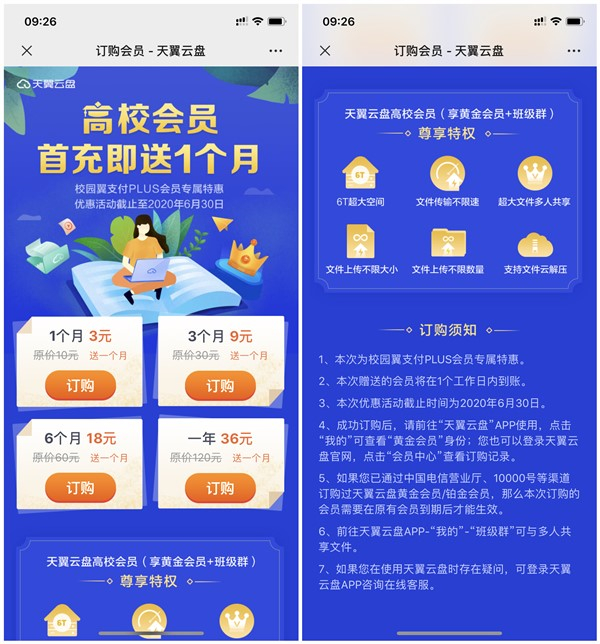 09:26
订购会员 - 天翼云盘
天翼云盘
高校会员
首充即送1个月
校园翼支付PLUS会员专属特惠
优惠活动截止至2020年6月30日
1个月 3元
原价10元 送一个月
订购
3个月 9元
原价30元 送一个月
订购
6个月 18元
原价60元 送一个月
订购
一年 36元
原价120元 送一个月
订购
天翼云盘高校会员（享黄金会员+班级群）
尊享特权
6T
09:26
订购会员 - 天翼云盘
天翼云盘高校会员（享黄金会员+班级群）
尊享特权
6T
6T超大空间
文件传输不限速
超大文件多人共享
文件上传不限大小
文件上传不限数量
支持文件云解压
订购须知
1、本次为校园翼支付PLUS会员专属特惠。
2、本次赠送的会员将在1个工作日内到账。
3、本次优惠活动截止时间为2020年6月30日。
4、成功订购后，请前往“天翼云盘”APP使用，点击
“我的”可查看“黄金会员”身份；您也可以登录天翼云
盘官网，点击“会员中心”查看订购记录。
5、如果您已通过中国电信营业厅、10000号等渠道
订购过天翼云盘黄金会员/铂金会员，那么本次订购的
会员需要在原有会员到期后才能生效。
6、前往天翼云盘APP-“我的”-“班级群”可与多人共
享文件。
7、如果您在使用天翼云盘时存在疑问，可登录天翼
云盘APP咨询在线客服。